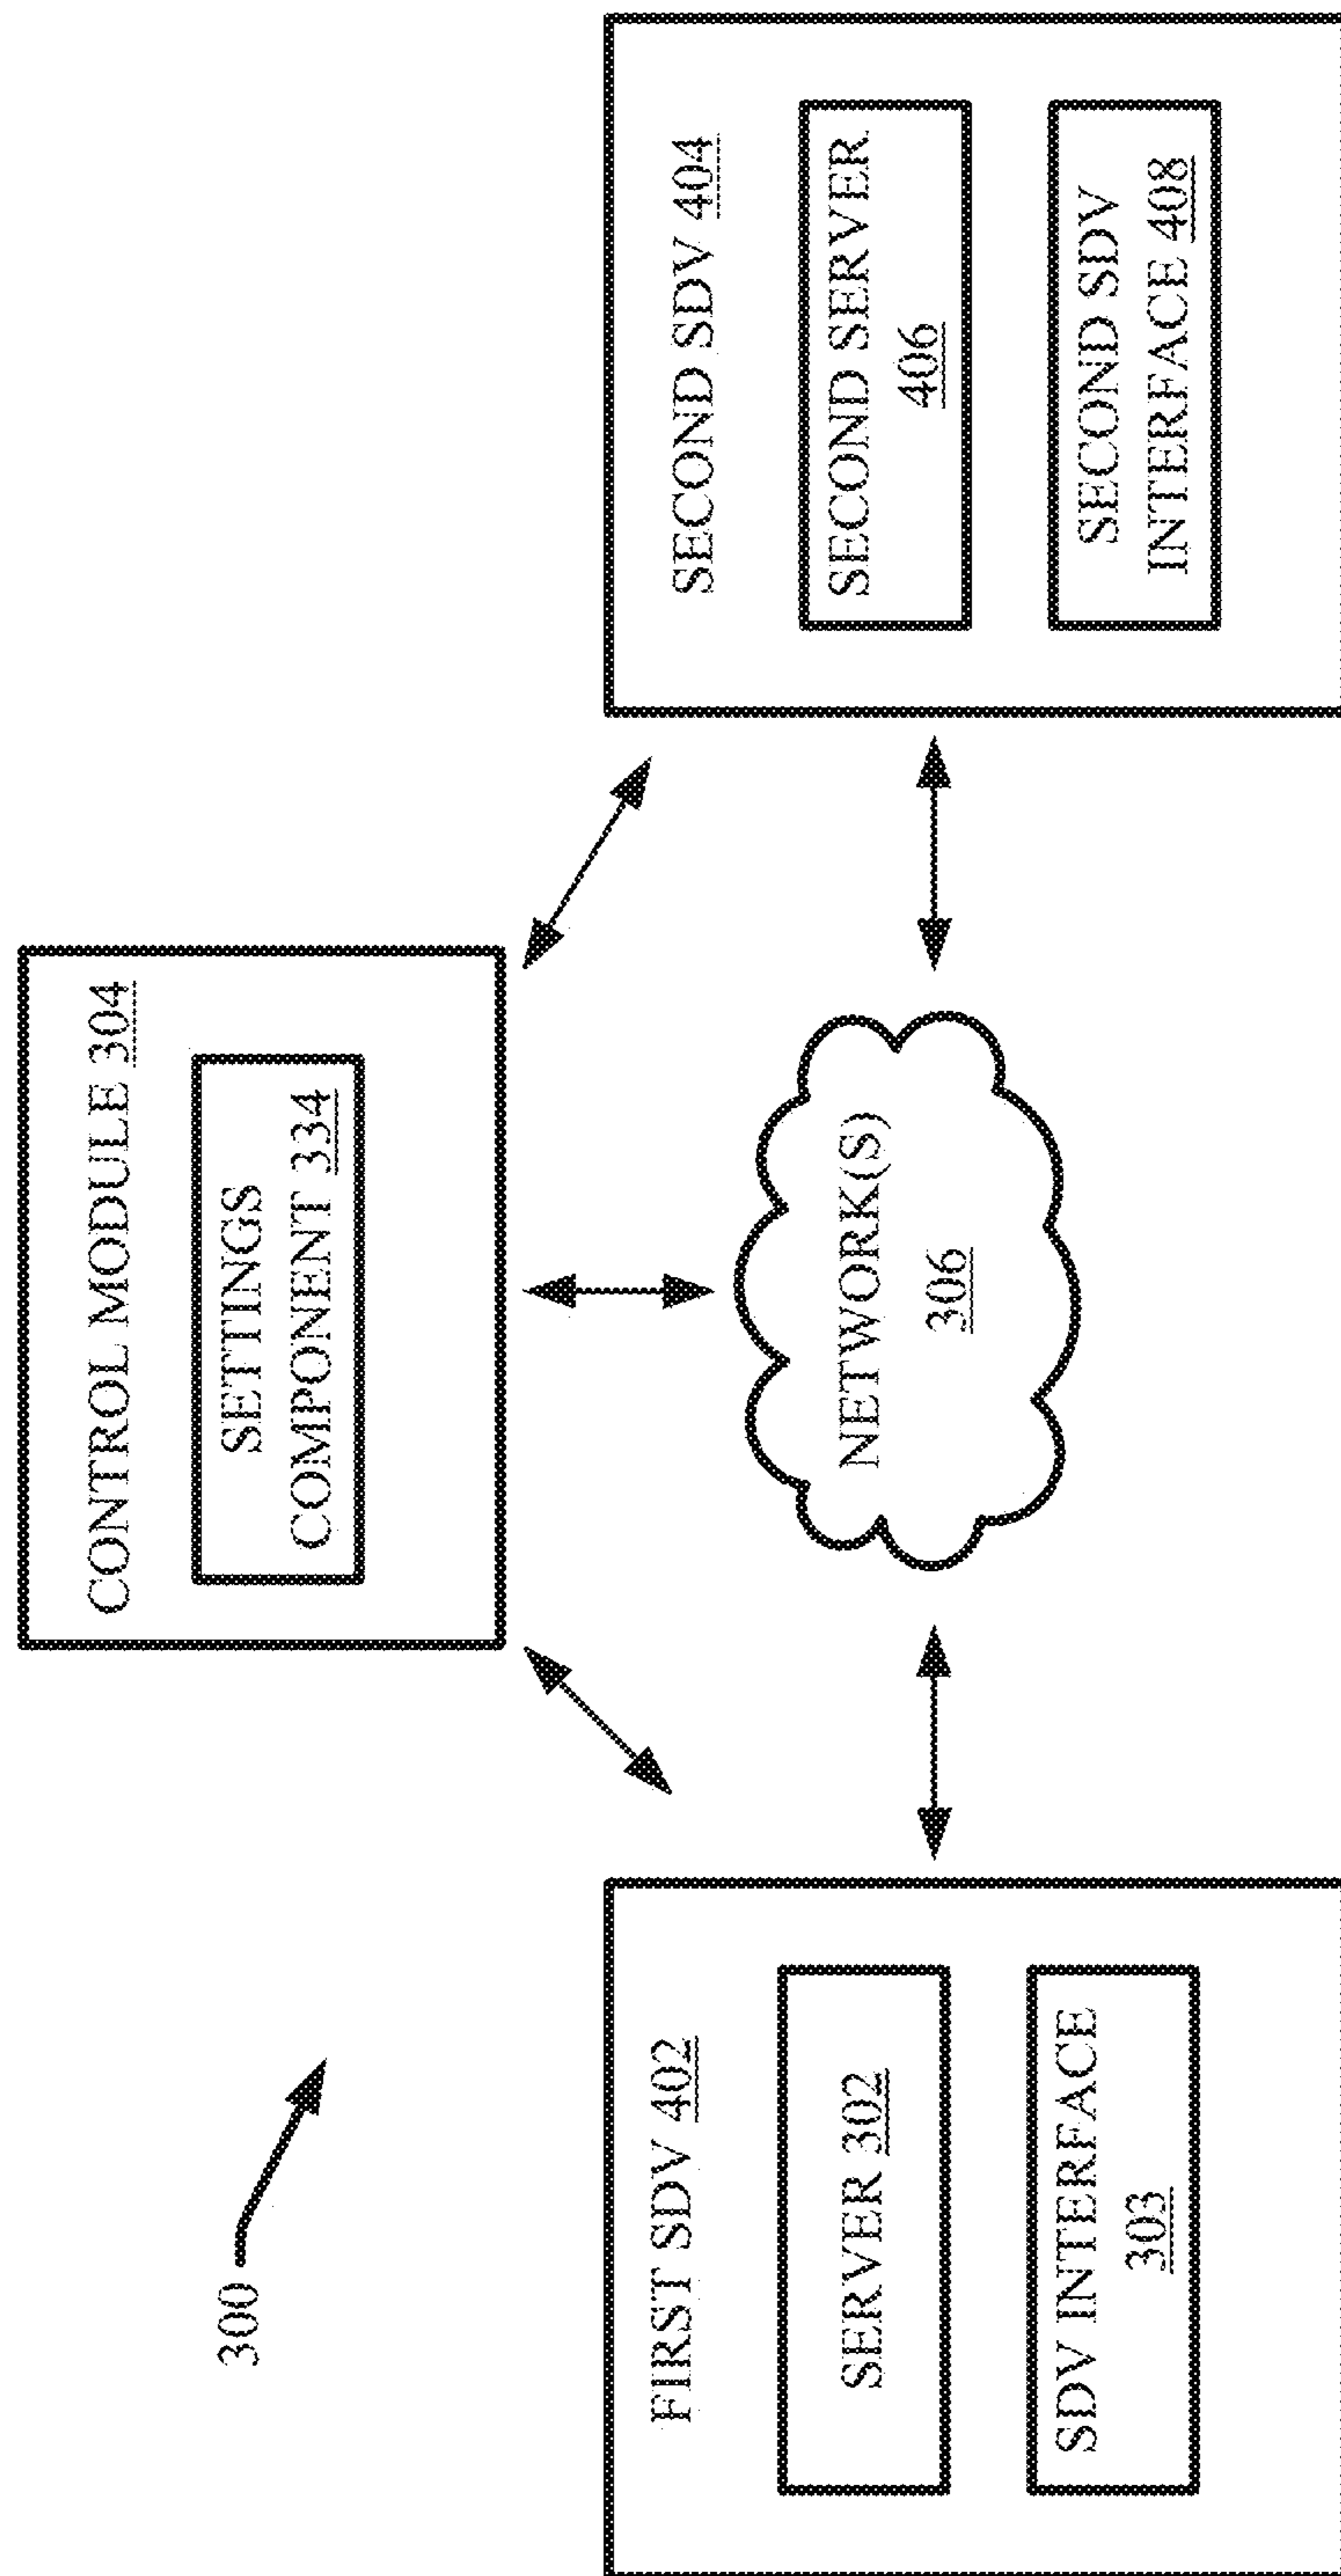 300
CONTROL MODULE 304
SETTINGS
COMPONENT 334
FIRST SDV 402
SERVER 302
SDV INTERFACE
303
NETWORK(S)
306
SECOND SDV 404
SECOND SERVER
406
SECOND SDV
INTERFACE 408